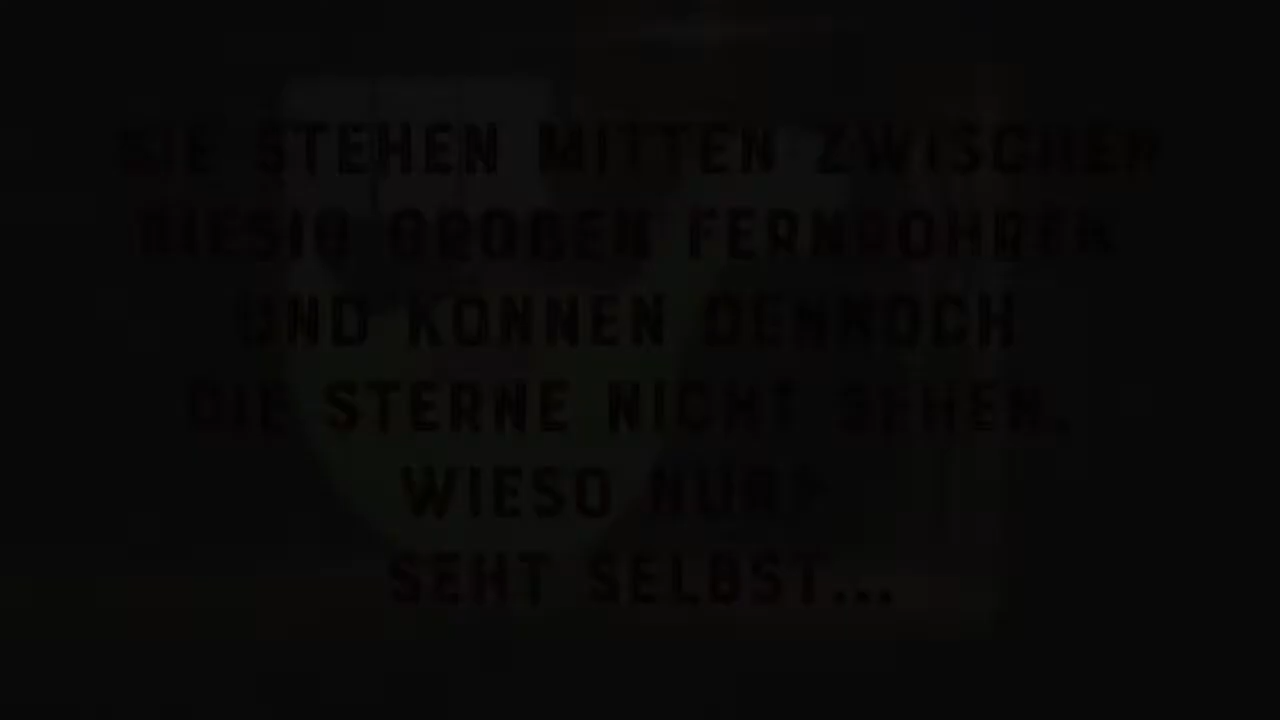 SIE STEHEN MITTEN ZWISCHEN
RIESIG GROßEN FERNROHREN
UND KÖNNEN DENNOCH
DIE STERNE NICHT SEHEN.
WIESO NUR?
SEHT SELBST...